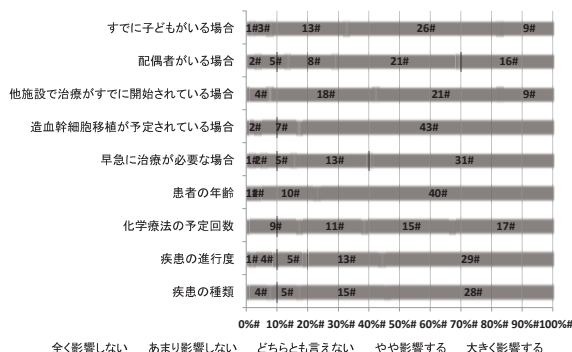 すでに子どもがいる場合 1# 3# 13# 26# 9#
配偶者がいる場合 2# 5# 8# 21# 16#
他施設で治療がすでに開始されている場合 4# 18# 21# 9#
造血幹細胞移植が予定されている場合 2# 7# 43#
早急に治療が必要な場合 1# 2# 5# 13# 31#
患者の年齢 10# 40#
化学療法の予定回数 9# 11# 15# 17#
疾患の進行度 1# 4# 5# 13# 29#
疾患の種類 4# 5# 15# 28#
0%# 10%# 20%# 30%# 40%# 50%# 60%# 70%# 80%# 90%# 100%#
全く影響しない あまり影響しない どちらとも言えない やや影響する 大きく影響する